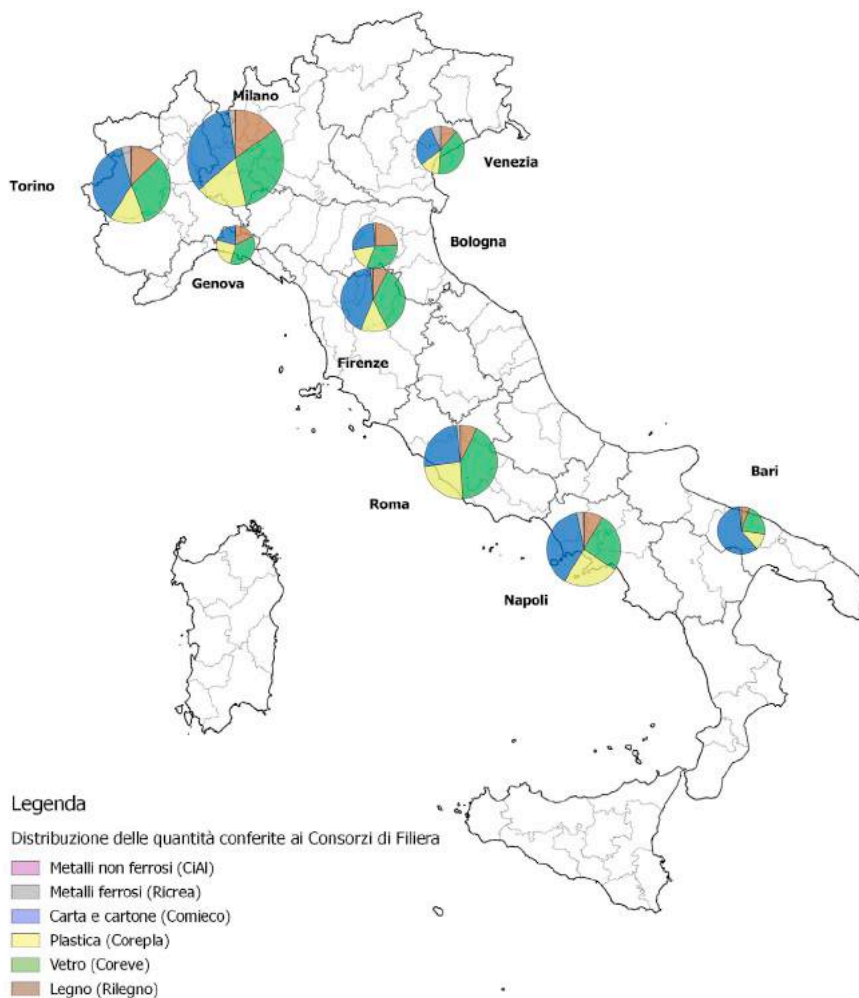 Milano
Torino
Venezia
Bologna
Genova
Firenze
Roma
Bari
Napoli
Legenda
Distribuzione delle quantità conferite ai Consorzi di Filiera
Metalli non ferrosi (CiAl)
Metalli ferrosi (Ricrea)
Carta e cartone (Comieco)
Plastica (Corepla)
Vetro (Coreve)
Legno (Rilegno)